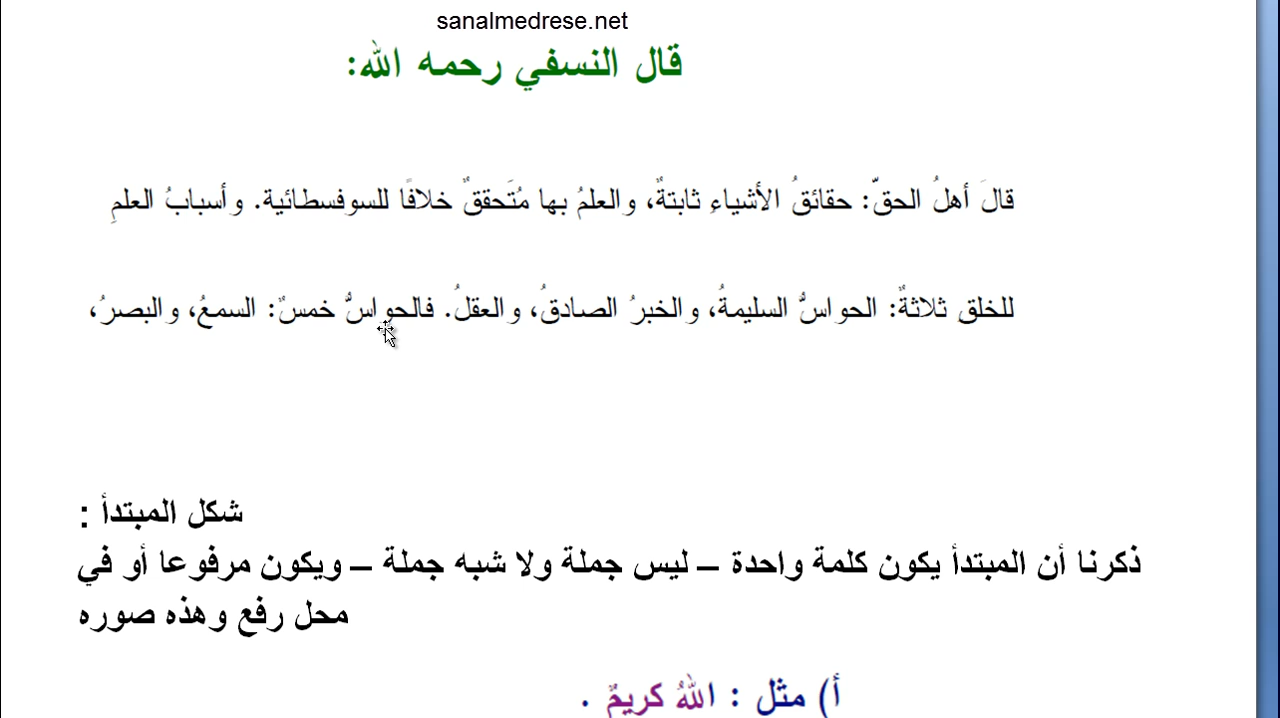 sanalmedrese.net
قال النسفي رحمه الله:
قالَ أهلُ الحقّ: حقائقُ الأشياءِ ثابتةٌ، والعلمُ بها مُتَحققٌ خلافًا للسوفسطائية. وأسبابُ العلمِ
للخلقِ ثلاثةٌ: الحواسُّ السليمةُ، والخبرُ الصادقُ، والعقلُ. فالحواسُّ خمسٌ: السمعُ، والبصرُ،
شكل المبتدأ :
ذكرنا أن المبتدأ يكون كلمة واحدة – ليس جملة ولا شبه جملة – ويكون مرفوعا أو في
محل رفع وهذه صوره
أ) مثل : اللهُ كريمٌ .